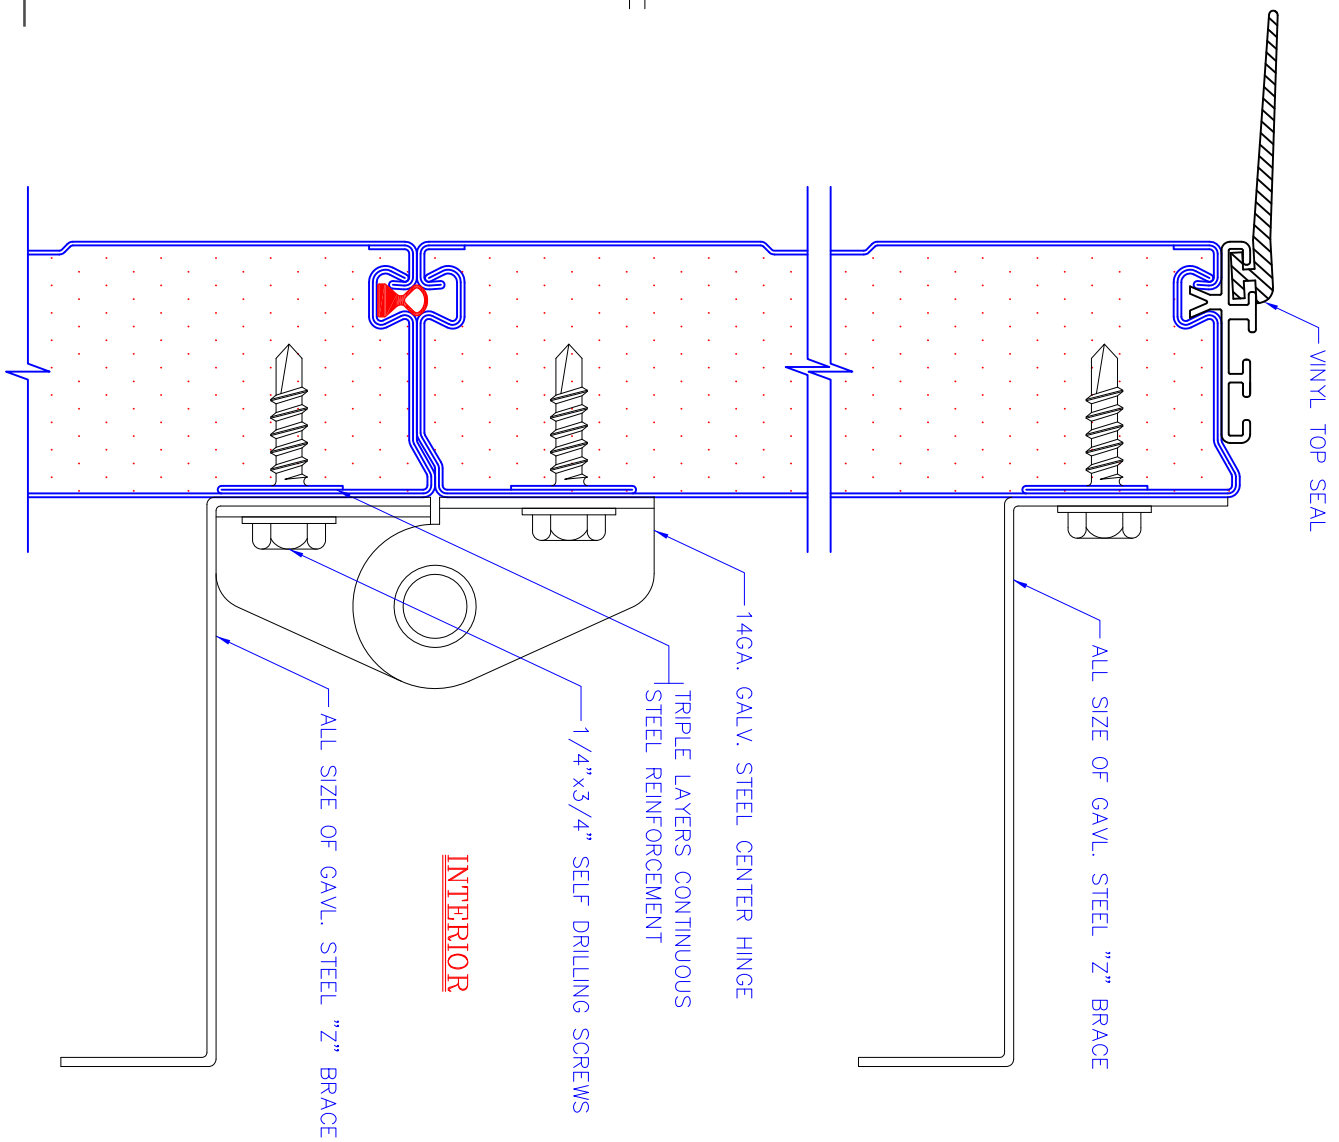 VINYL TOP SEAL
ALL SIZE OF GAVL. STEEL "Z" BRACE
14GA. GALV. STEEL CENTER HINGE
TRIPLE LAYERS CONTINUOUS
STEEL REINFORCEMENT
1/4"x3/4" SELF DRILLING SCREWS
INTERIOR
ALL SIZE OF GAVL. STEEL "Z" BRACE